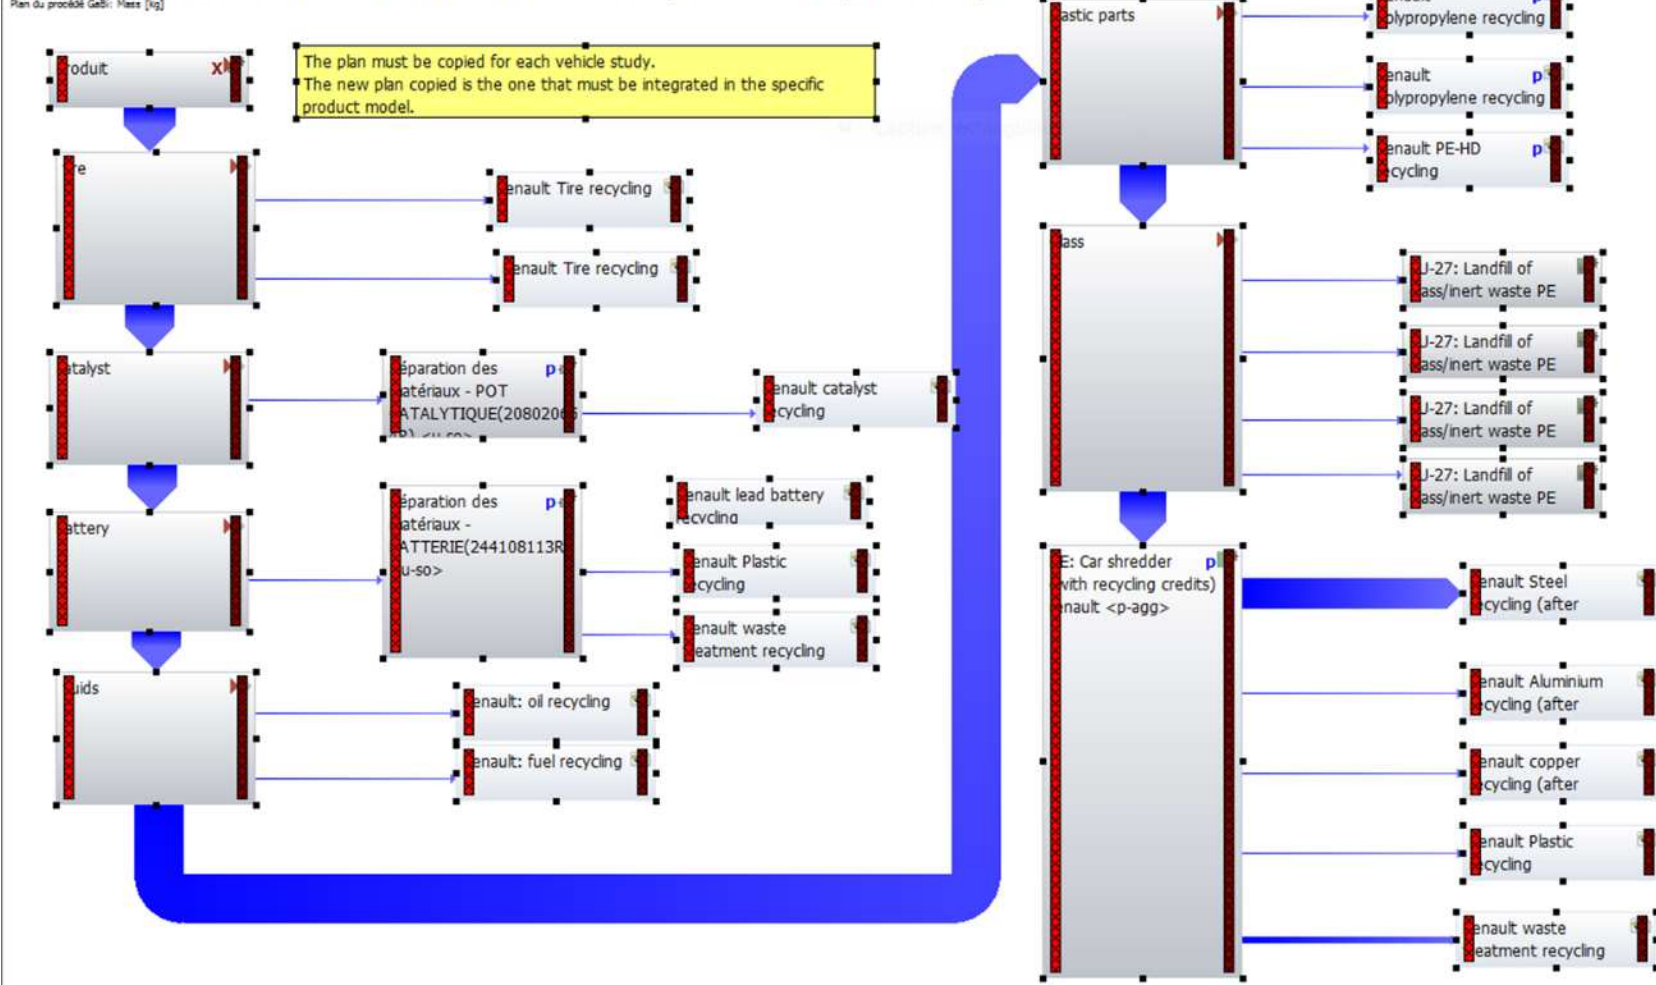 Plan du procédé GaBi: Mass [kg]
roduit
X
The plan must be copied for each vehicle study.
The new plan copied is the one that must be integrated in the specific
product model.
re
enault Tire recycling
enault Tire recycling
atalyst
éparation des
atériaux - POT
ATALYTIQUE(2080206
p
enault catalyst
ecycling
attery
éparation des
atériaux -
ATTERIE(244108113R
u-so>
p
enault lead battery
recycling
enault Plastic
ecycling
enault waste
eatment recycling
uids
enault: oil recycling
enault: fuel recycling
astic parts
olypropylene recycling
enault
olypropylene recycling
p
enault PE-HD
ecycling
p
ass
U-27: Landfill of
ass/inert waste PE
U-27: Landfill of
ass/inert waste PE
U-27: Landfill of
ass/inert waste PE
U-27: Landfill of
ass/inert waste PE
E: Car shredder
with recycling credits)
enault <p-agg>
p
enault Steel
ecycling (after
enault Aluminium
ecycling (after
enault copper
ecycling (after
enault Plastic
ecycling
enault waste
eatment recycling